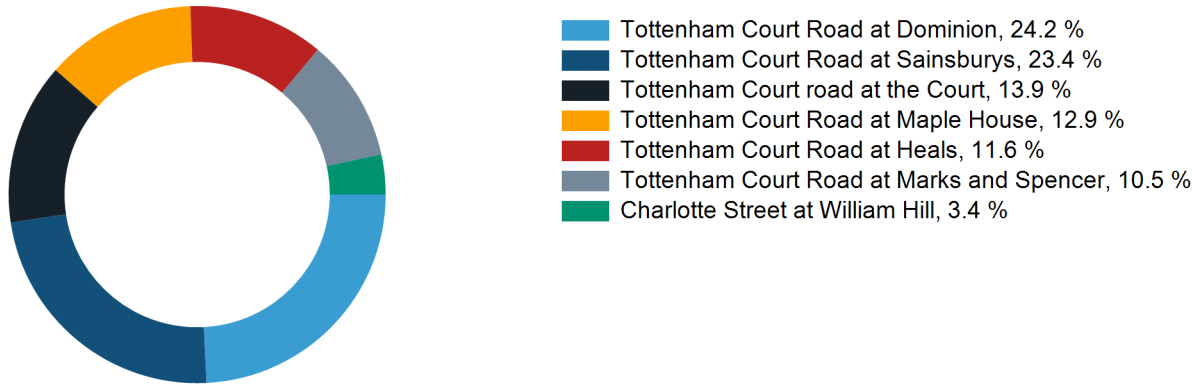 Tottenham Court Road at Dominion, 24.2 %
Tottenham Court Road at Sainsburys, 23.4 %
Tottenham Court road at the Court, 13.9 %
Tottenham Court Road at Maple House, 12.9 %
Tottenham Court Road at Heals, 11.6 %
Tottenham Court Road at Marks and Spencer, 10.5 %
Charlotte Street at William Hill, 3.4 %